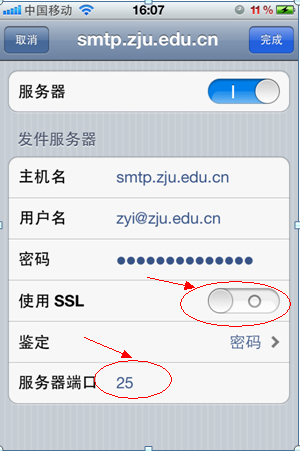 中国移动 16:07 11%
取消 smtp.zju.edu.cn 完成
服务器
发件服务器
主机名 smtp.zju.edu.cn
用户名 zyi@zju.edu.cn
密码 ●●●●●●●●●●●●●●
使用 SSL
鉴定 密码
服务器端口 25